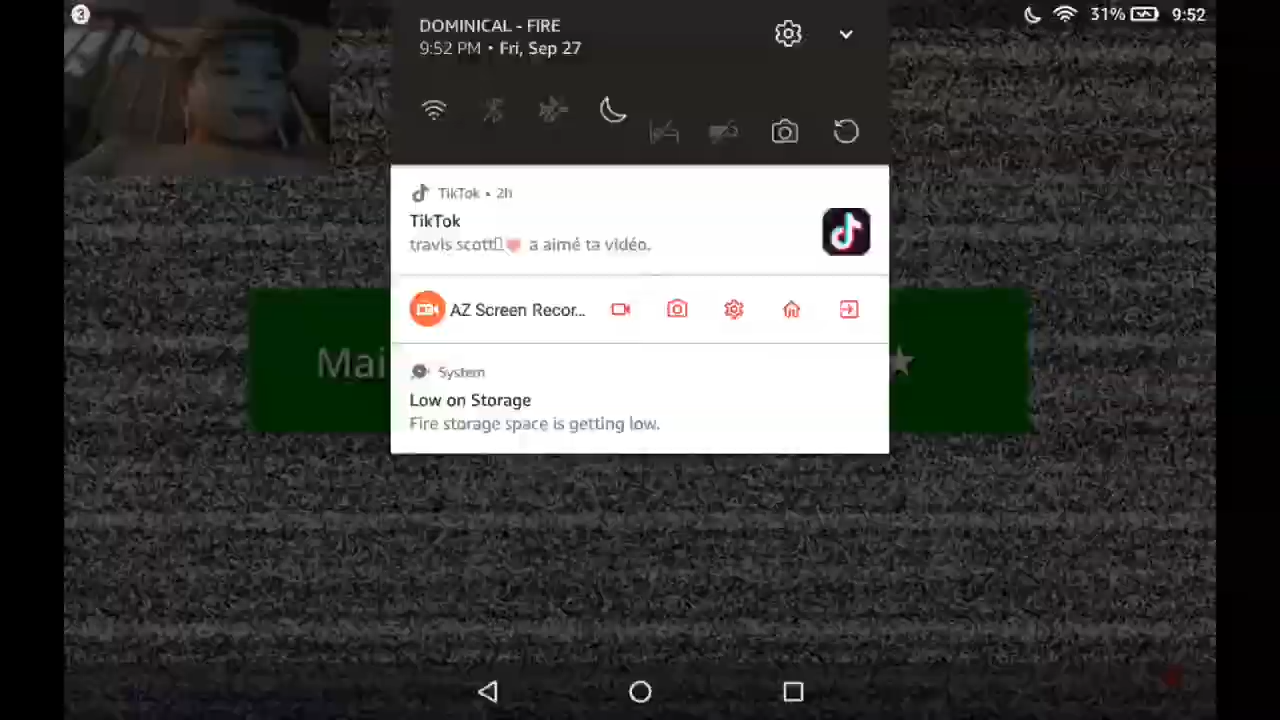 3
31% 9:52
DOMINICAL - FIRE
9:52 PM • Fri, Sep 27
TikTok • 2h
TikTok
travis scott a aimé ta vidéo.
AZ Screen Recor...
System
Low on Storage
Fire storage space is getting low.
Mai